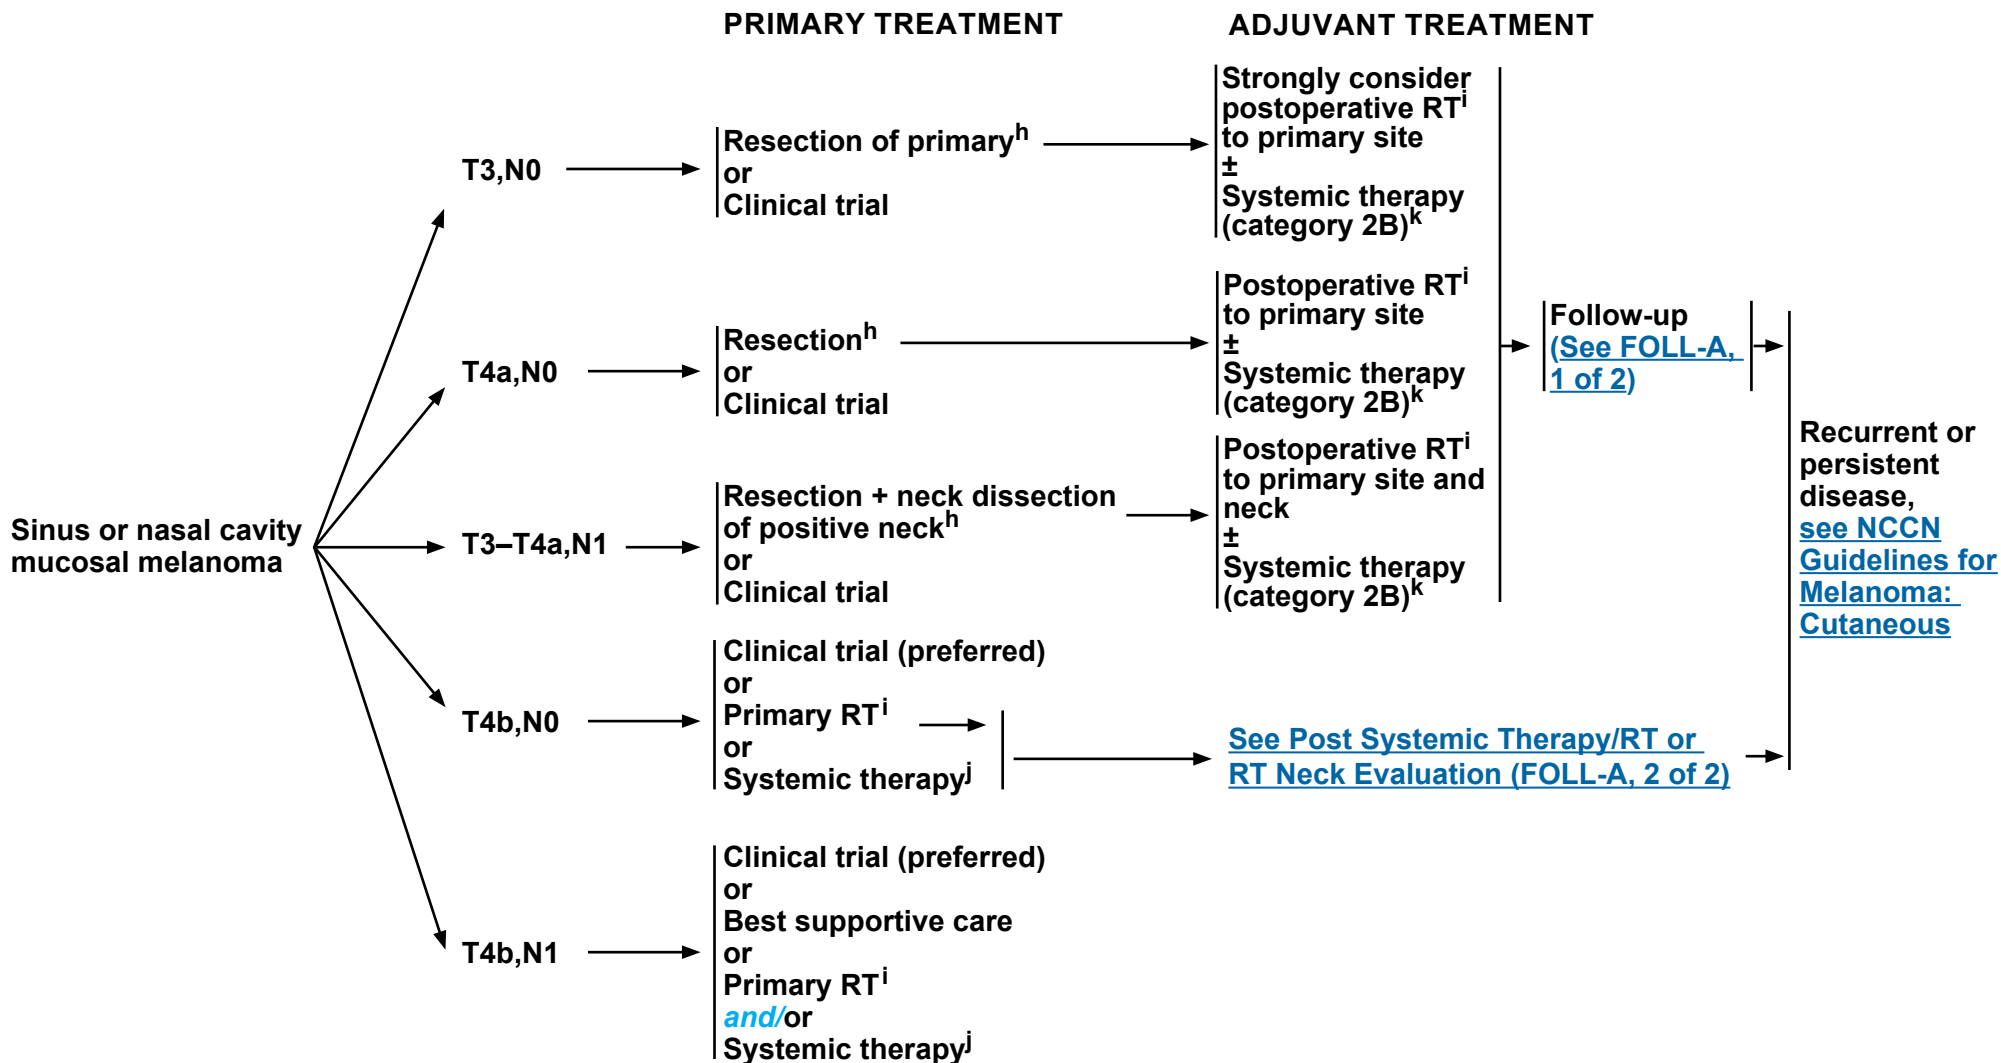 PRIMARY TREATMENT
ADJUVANT TREATMENT
Sinus or nasal cavity
mucosal melanoma
T3,N0
Resection of primaryʰ
or
Clinical trial
Strongly consider
postoperative RTⁱ
to primary site
±
Systemic therapy
(category 2B)ᵏ
T4a,N0
Resectionʰ
or
Clinical trial
Postoperative RTⁱ
to primary site
±
Systemic therapy
(category 2B)ᵏ
T3–T4a,N1
Resection + neck dissection
of positive neckʰ
or
Clinical trial
Postoperative RTⁱ
to primary site and
neck
±
Systemic therapy
(category 2B)ᵏ
Follow-up
(See FOLL-A,
1 of 2)
T4b,N0
Clinical trial (preferred)
or
Primary RTⁱ
or
Systemic therapyʲ
See Post Systemic Therapy/RT or
RT Neck Evaluation (FOLL-A, 2 of 2)
T4b,N1
Clinical trial (preferred)
or
Best supportive care
or
Primary RTⁱ
and/or
Systemic therapyʲ
Recurrent or
persistent
disease,
see NCCN
Guidelines for
Melanoma:
Cutaneous